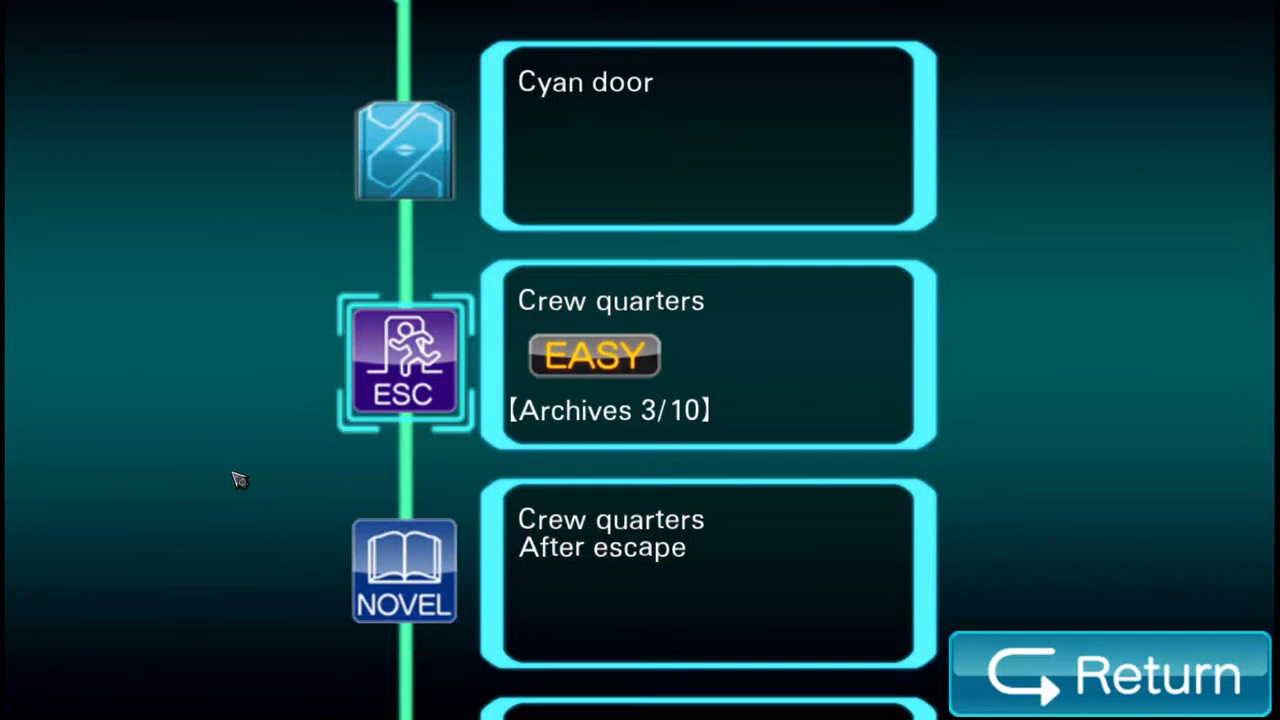 Cyan door
ESC
Crew quarters
EASY
【Archives 3/10】
NOVEL
Crew quarters
After escape
Return